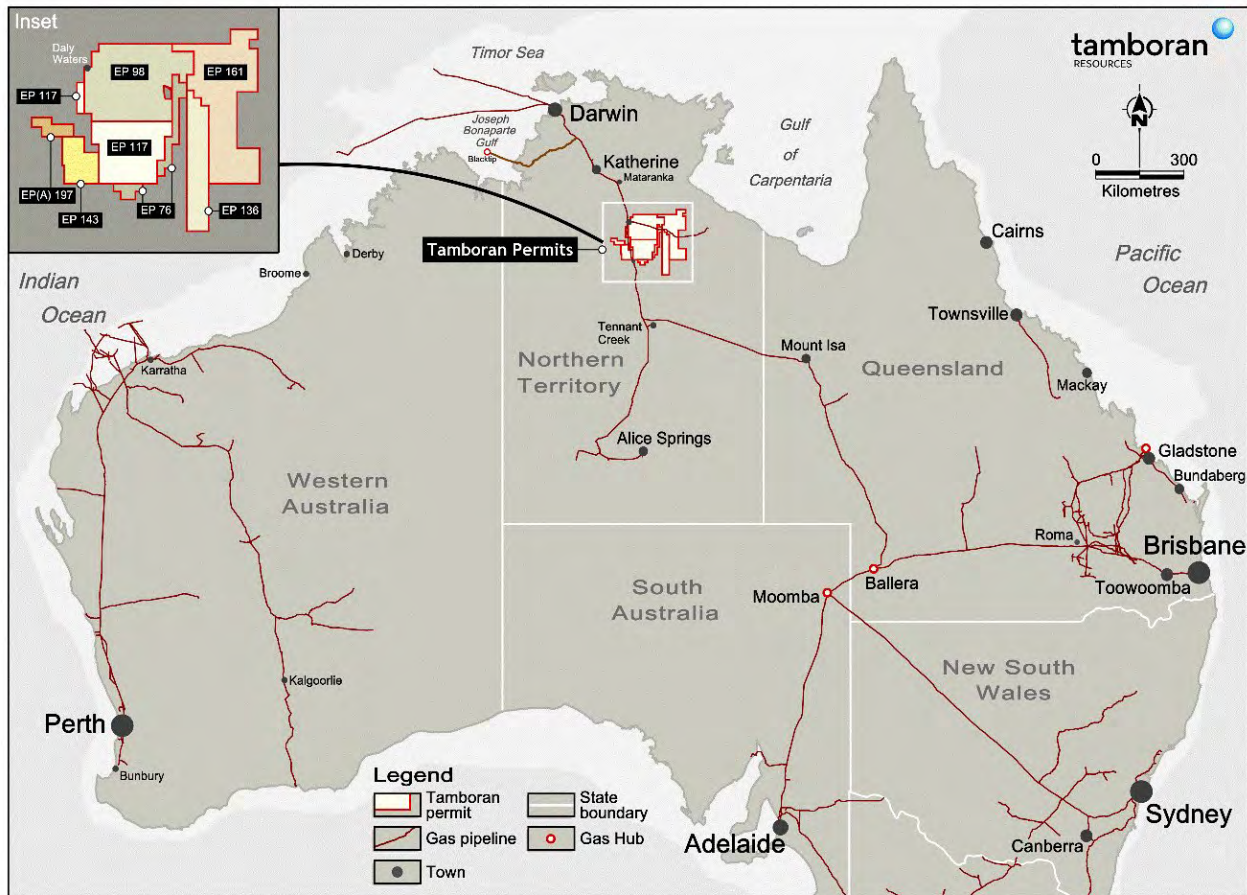 Inset
Daly
Waters
EP 98
EP 161
EP 117
EP 117
EP(A) 197
EP 143
EP 76
EP 136
tamboran
RESOURCES
N
0 300
Kilometres
Timor Sea
Darwin
Joseph
Bonaparte
Gulf
Blacktip
Katherine
Mataranka
Gulf
of
Carpentaria
Tamboran Permits
Cairns
Pacific
Ocean
Derby
Broome
Indian
Ocean
Townsville
Tennant
Creek
Mount Isa
Northern
Territory
Queensland
Karratha
Mackay
Alice Springs
Gladstone
Bundaberg
Western
Australia
Roma
Brisbane
Toowoomba
Ballera
Moomba
South
Australia
New South
Wales
Kalgoorlie
Perth
Bunbury
Sydney
Canberra
Adelaide
Legend
Tamboran
permit
State
boundary
Gas pipeline
Gas Hub
Town